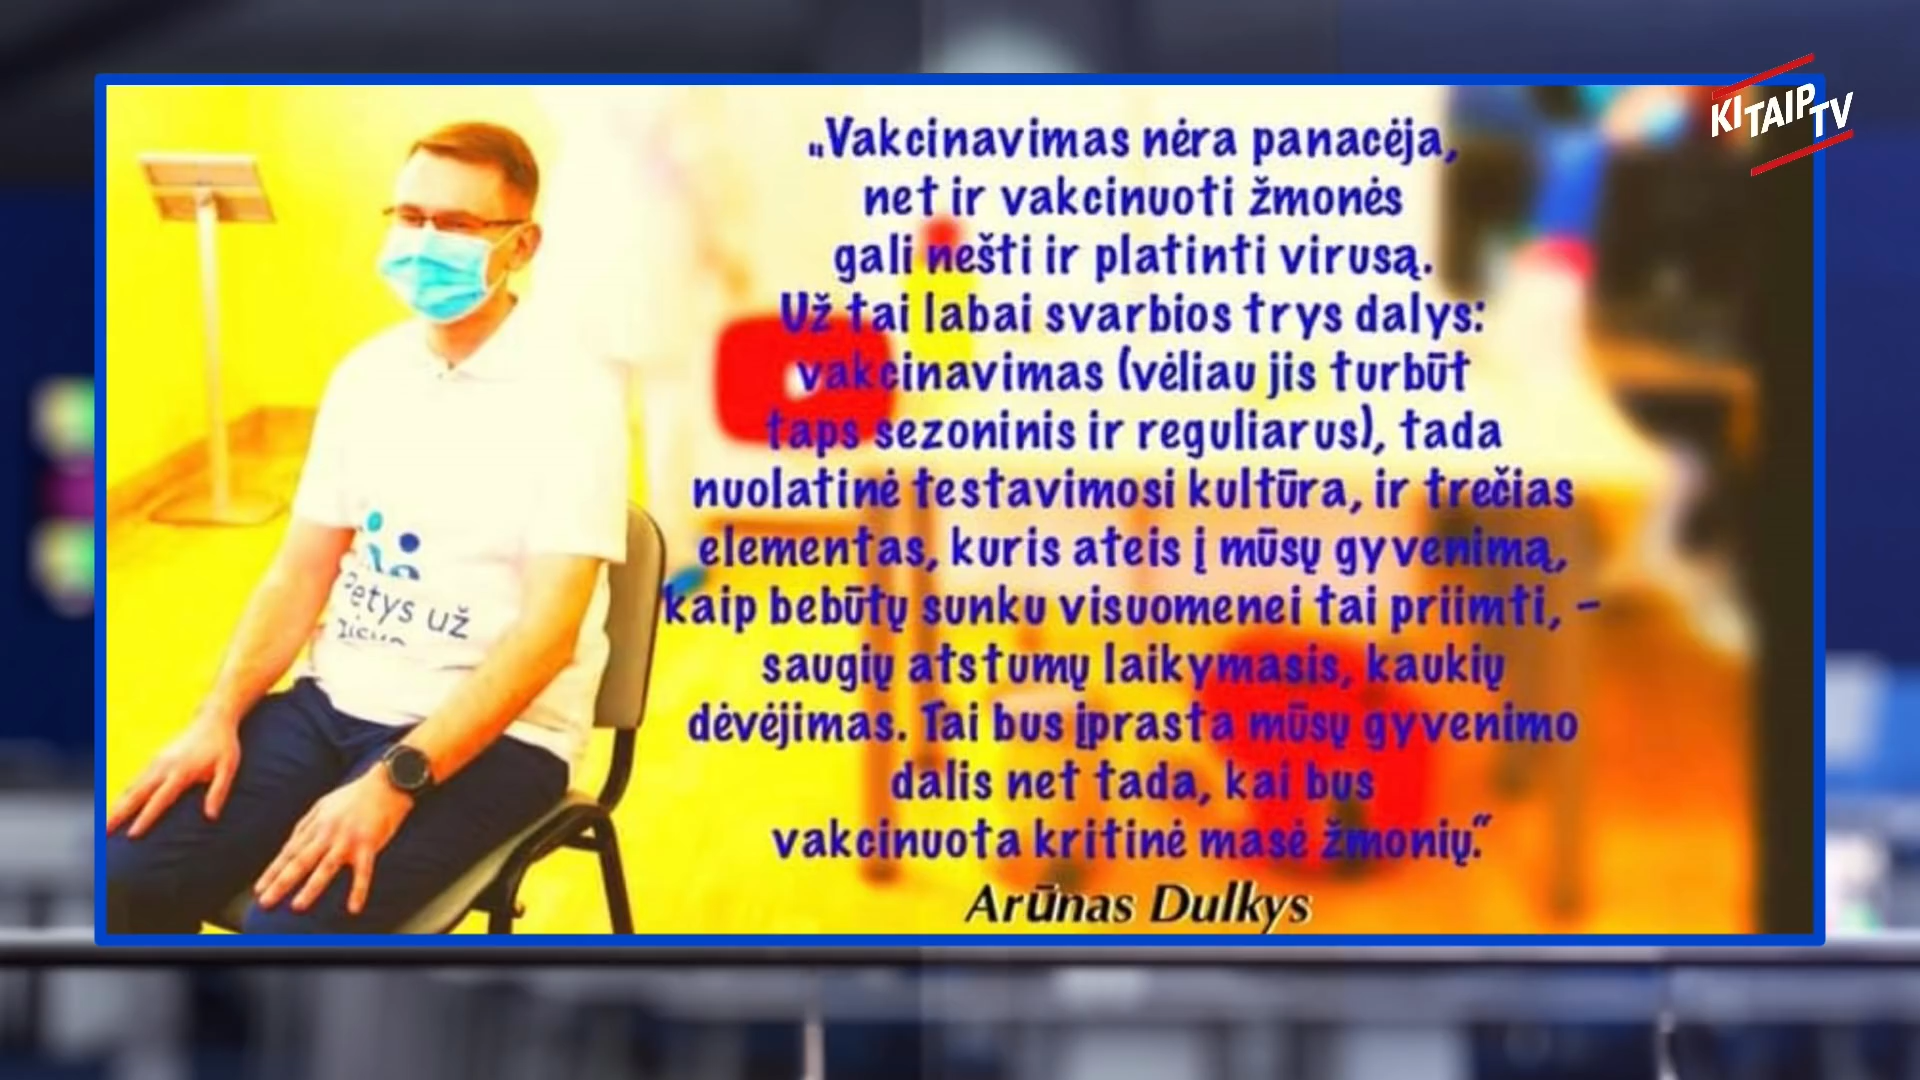 KITAIP TV
„Vakcinavimas nėra panacėja,
net ir vakcinuoti žmonės
gali nešti ir platinti virusą.
Už tai labai svarbios trys dalys:
vakcinavimas (vėliau jis turbūt
taps sezoninis ir reguliarus), tada
nuolatinė testavimosi kultūra, ir trečias
elementas, kuris ateis į mūsų gyvenimą,
kaip bebūtų sunku visuomenei tai priimti, –
saugių atstumų laikymasis, kaukių
dėvėjimas. Tai bus įprasta mūsų gyvenimo
dalis net tada, kai bus
vakcinuota kritinė masė žmonių.“
Arūnas Dulkys
Petys už